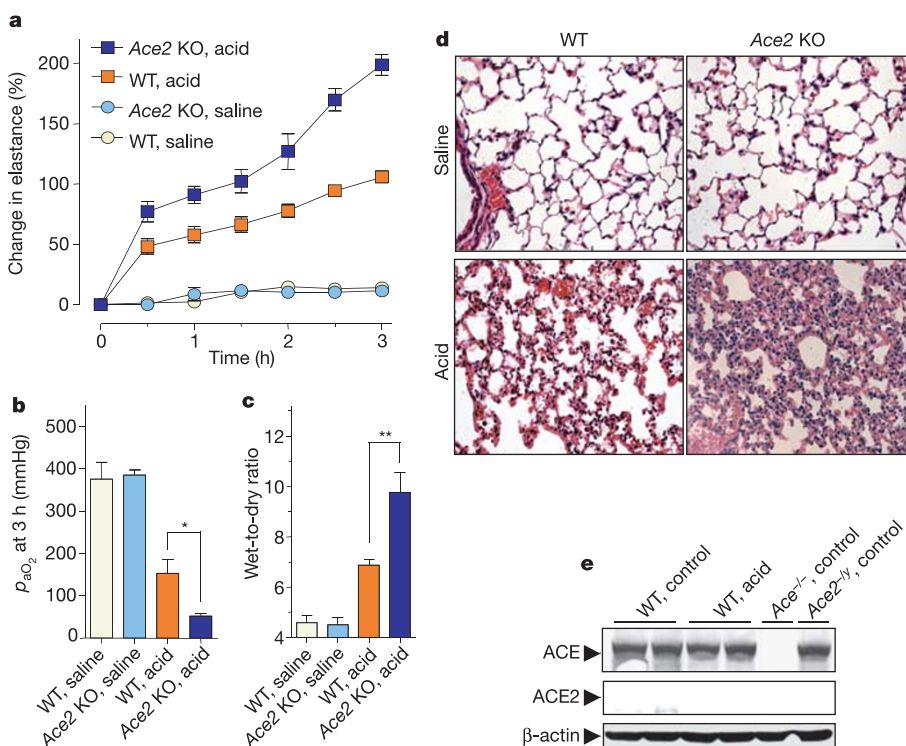 a
Ace2 KO, acid
WT, acid
Ace2 KO, saline
WT, saline
Change in elastance (%)
200
150
100
50
0
0 1 2 3
Time (h)
b
paO2 at 3 h (mmHg)
500
400
300
200
100
0
*
WT, saline
Ace2 KO, saline
WT, acid
Ace2 KO, acid
c
Wet-to-dry ratio
12
10
8
6
4
**
WT, saline
Ace2 KO, saline
WT, acid
Ace2 KO, acid
d
WT Ace2 KO
Saline
Acid
e
WT, control
WT, acid
Ace–/–, control
Ace2–/y, control
ACE
ACE2
β-actin